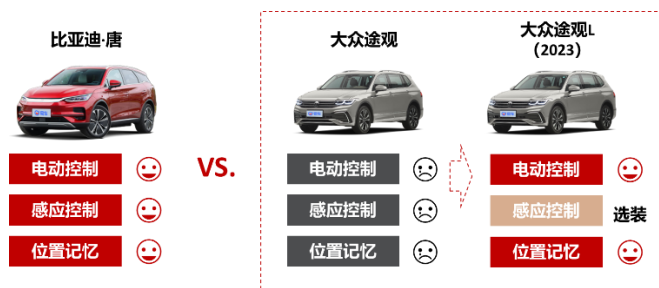 比亚迪·唐
电动控制
感应控制
位置记忆
VS.
大众途观
电动控制
感应控制
位置记忆
大众途观L
（2023）
电动控制
感应控制
选装
位置记忆